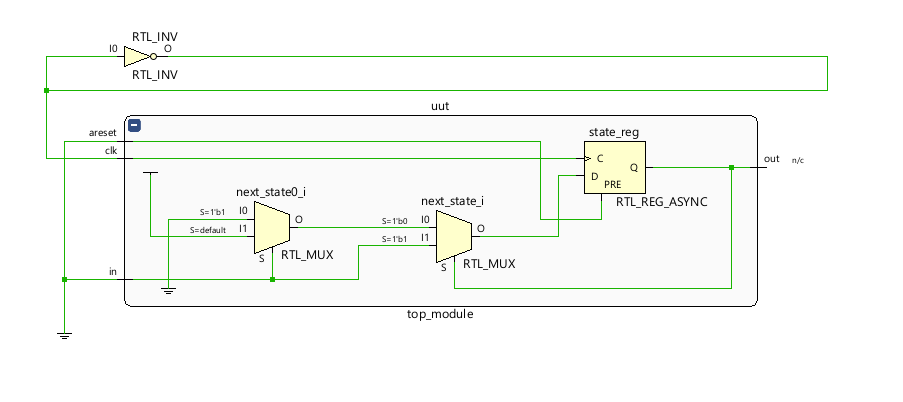 RTL_INV
I0 O
RTL_INV
uut
areset
clk
state_reg
C
D
Q
PRE
RTL_REG_ASYNC
out n/c
next_state0_i
S=1'b1 I0
S=default I1
O
S
RTL_MUX
next_state_i
S=1'b0 I0
S=1'b1 I1
O
S
RTL_MUX
in
top_module